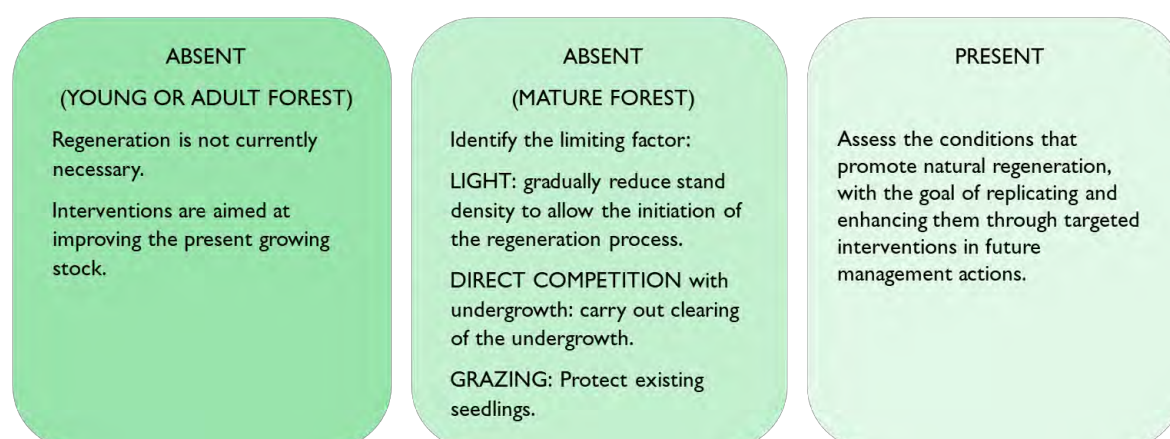 ABSENT
(YOUNG OR ADULT FOREST)
Regeneration is not currently
necessary.
Interventions are aimed at
improving the present growing
stock.
ABSENT
(MATURE FOREST)
Identify the limiting factor:
LIGHT: gradually reduce stand
density to allow the initiation of
the regeneration process.
DIRECT COMPETITION with
undergrowth: carry out clearing
of the undergrowth.
GRAZING: Protect existing
seedlings.
PRESENT
Assess the conditions that
promote natural regeneration,
with the goal of replicating and
enhancing them through targeted
interventions in future
management actions.